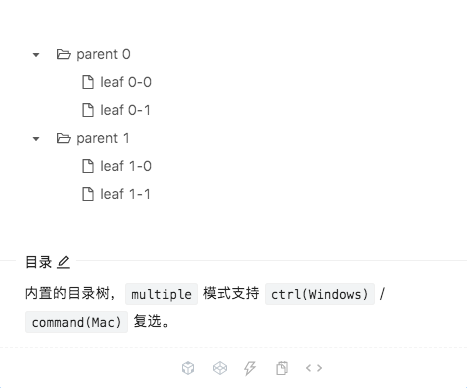 parent 0
leaf 0-0
leaf 0-1
parent 1
leaf 1-0
leaf 1-1
目录
内置的目录树， multiple 模式支持 ctrl(Windows) /
command(Mac) 复选。